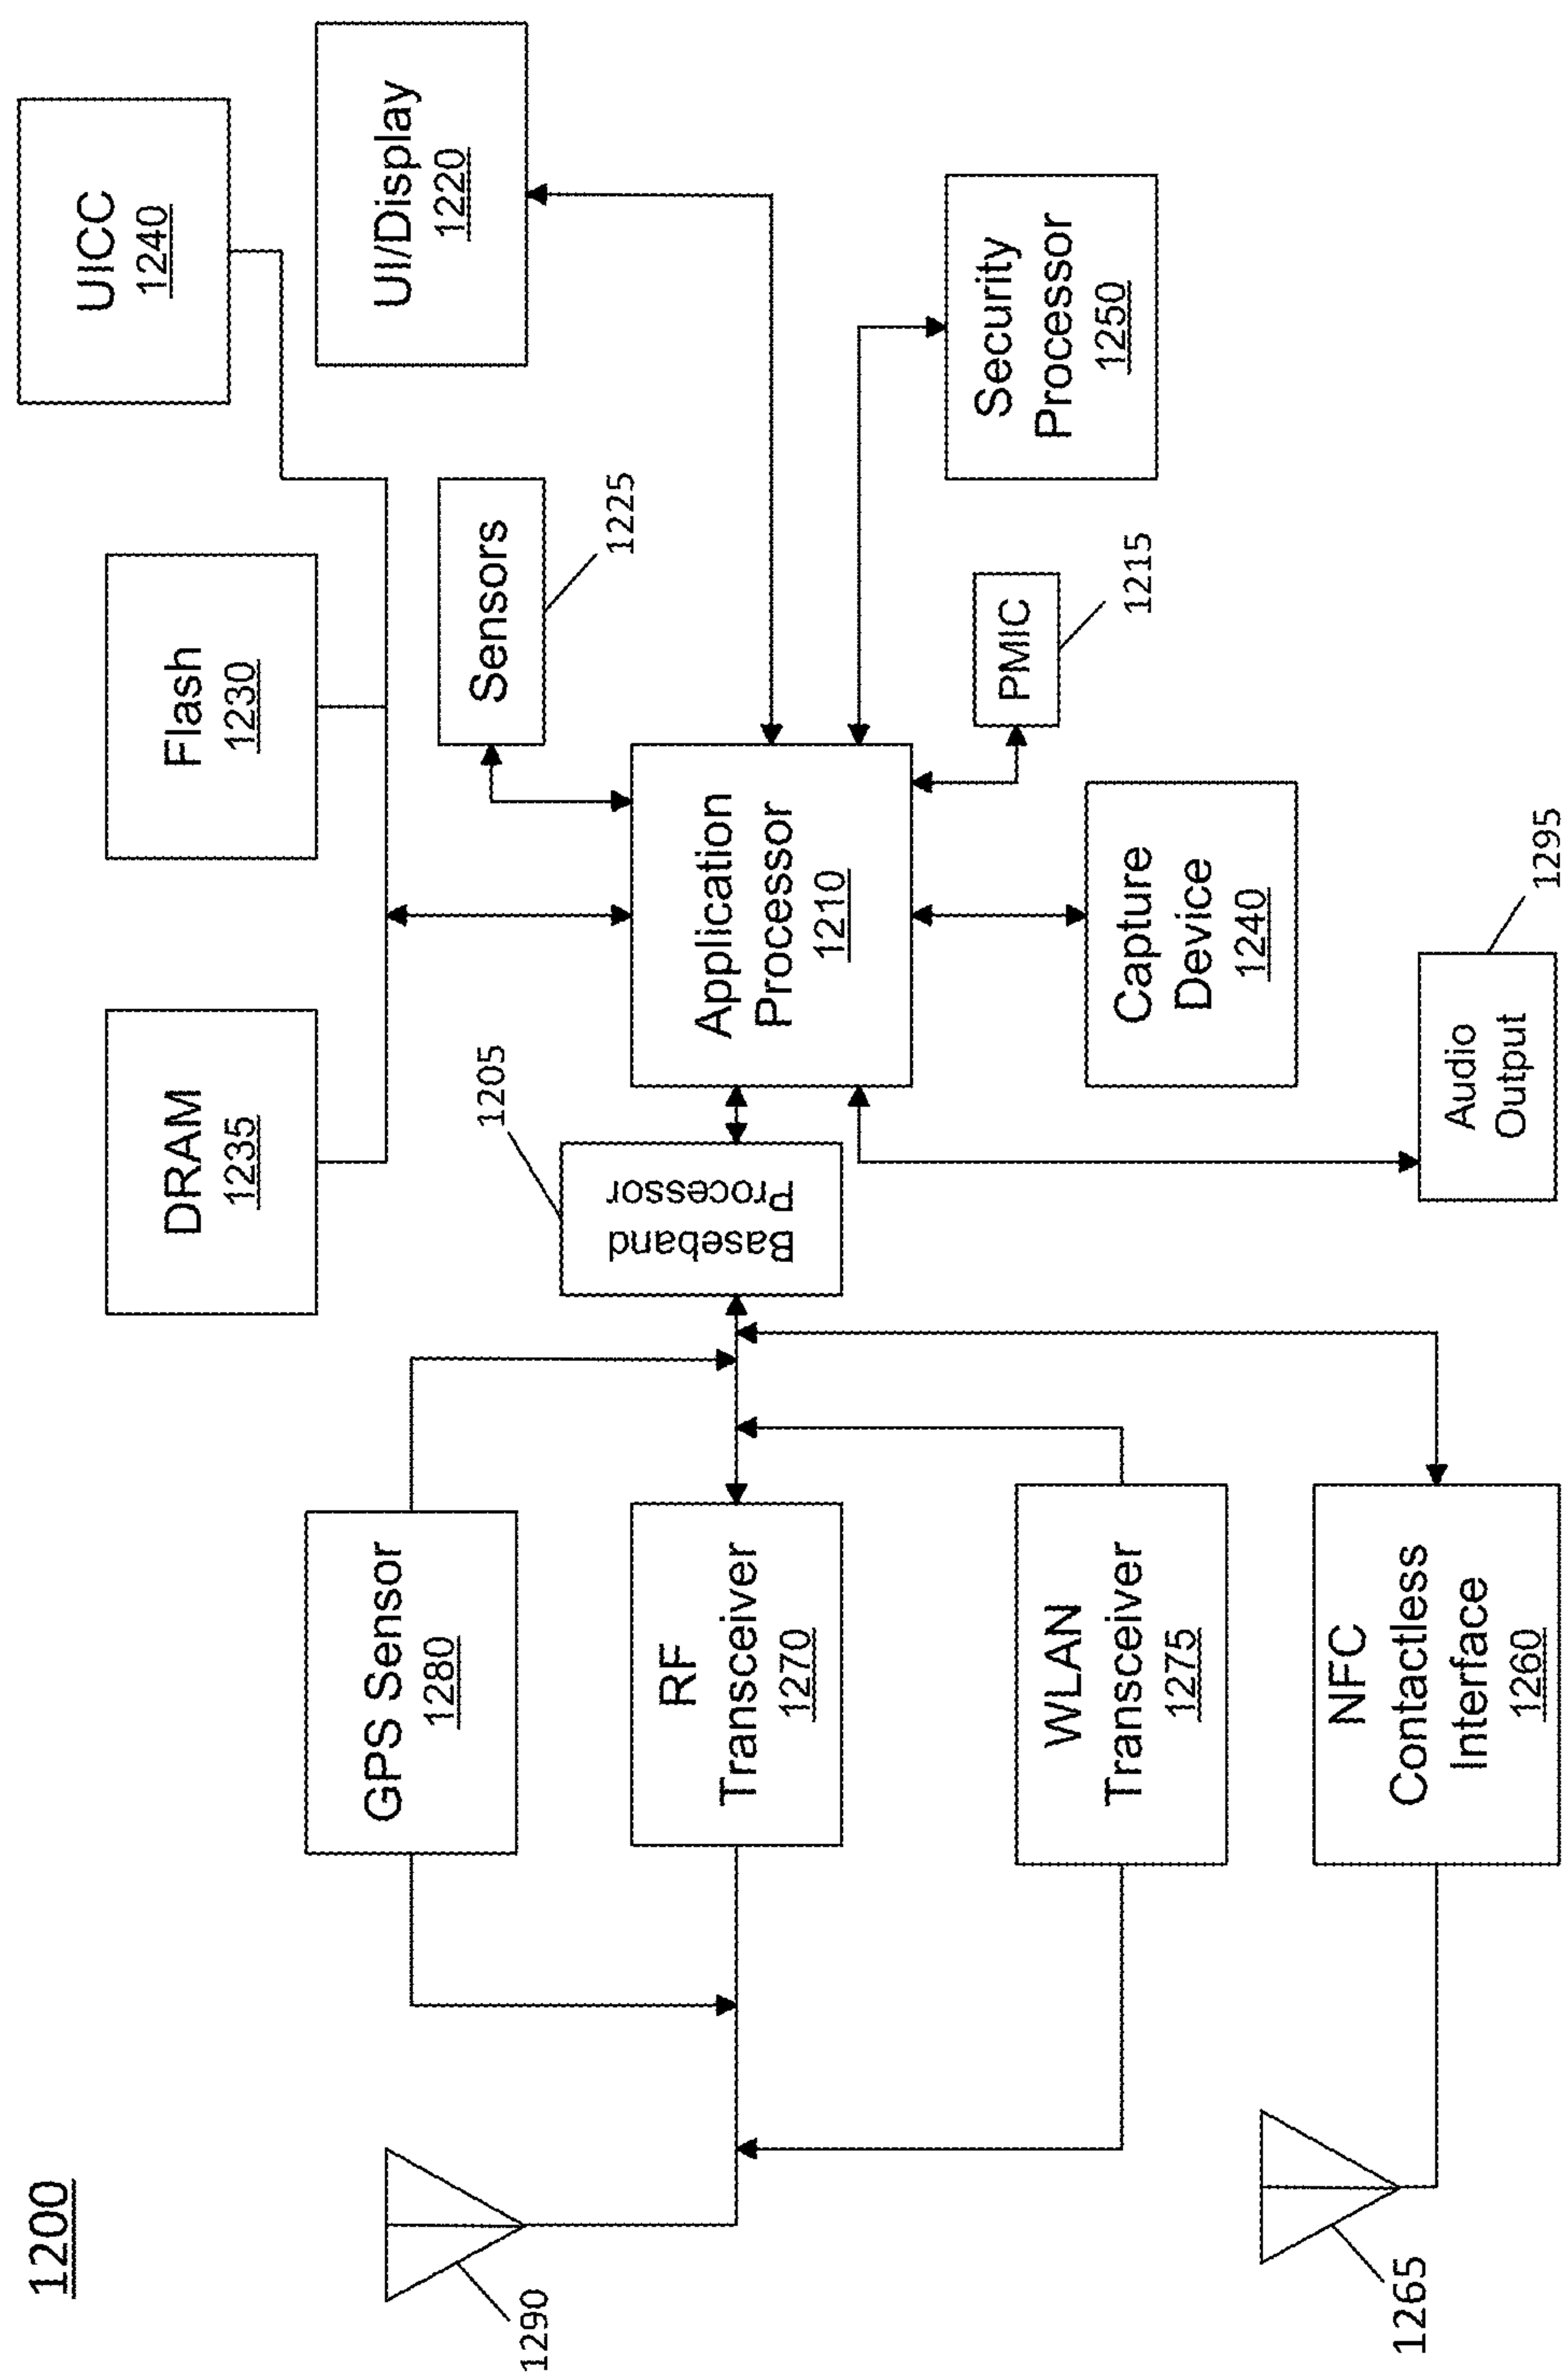 1200
UICC
1240
DRAM
1235
Flash
1230
UI/Display
1220
GPS Sensor
1280
1290
1205
Sensors
1225
Baseband
Processor
RF
Transceiver
1270
Application
Processor
1210
Security
Processor
1250
PMIC
1215
WLAN
Transceiver
1275
Capture
Device
1240
1265
NFC
Contactless
Interface
1260
Audio
Output
1295